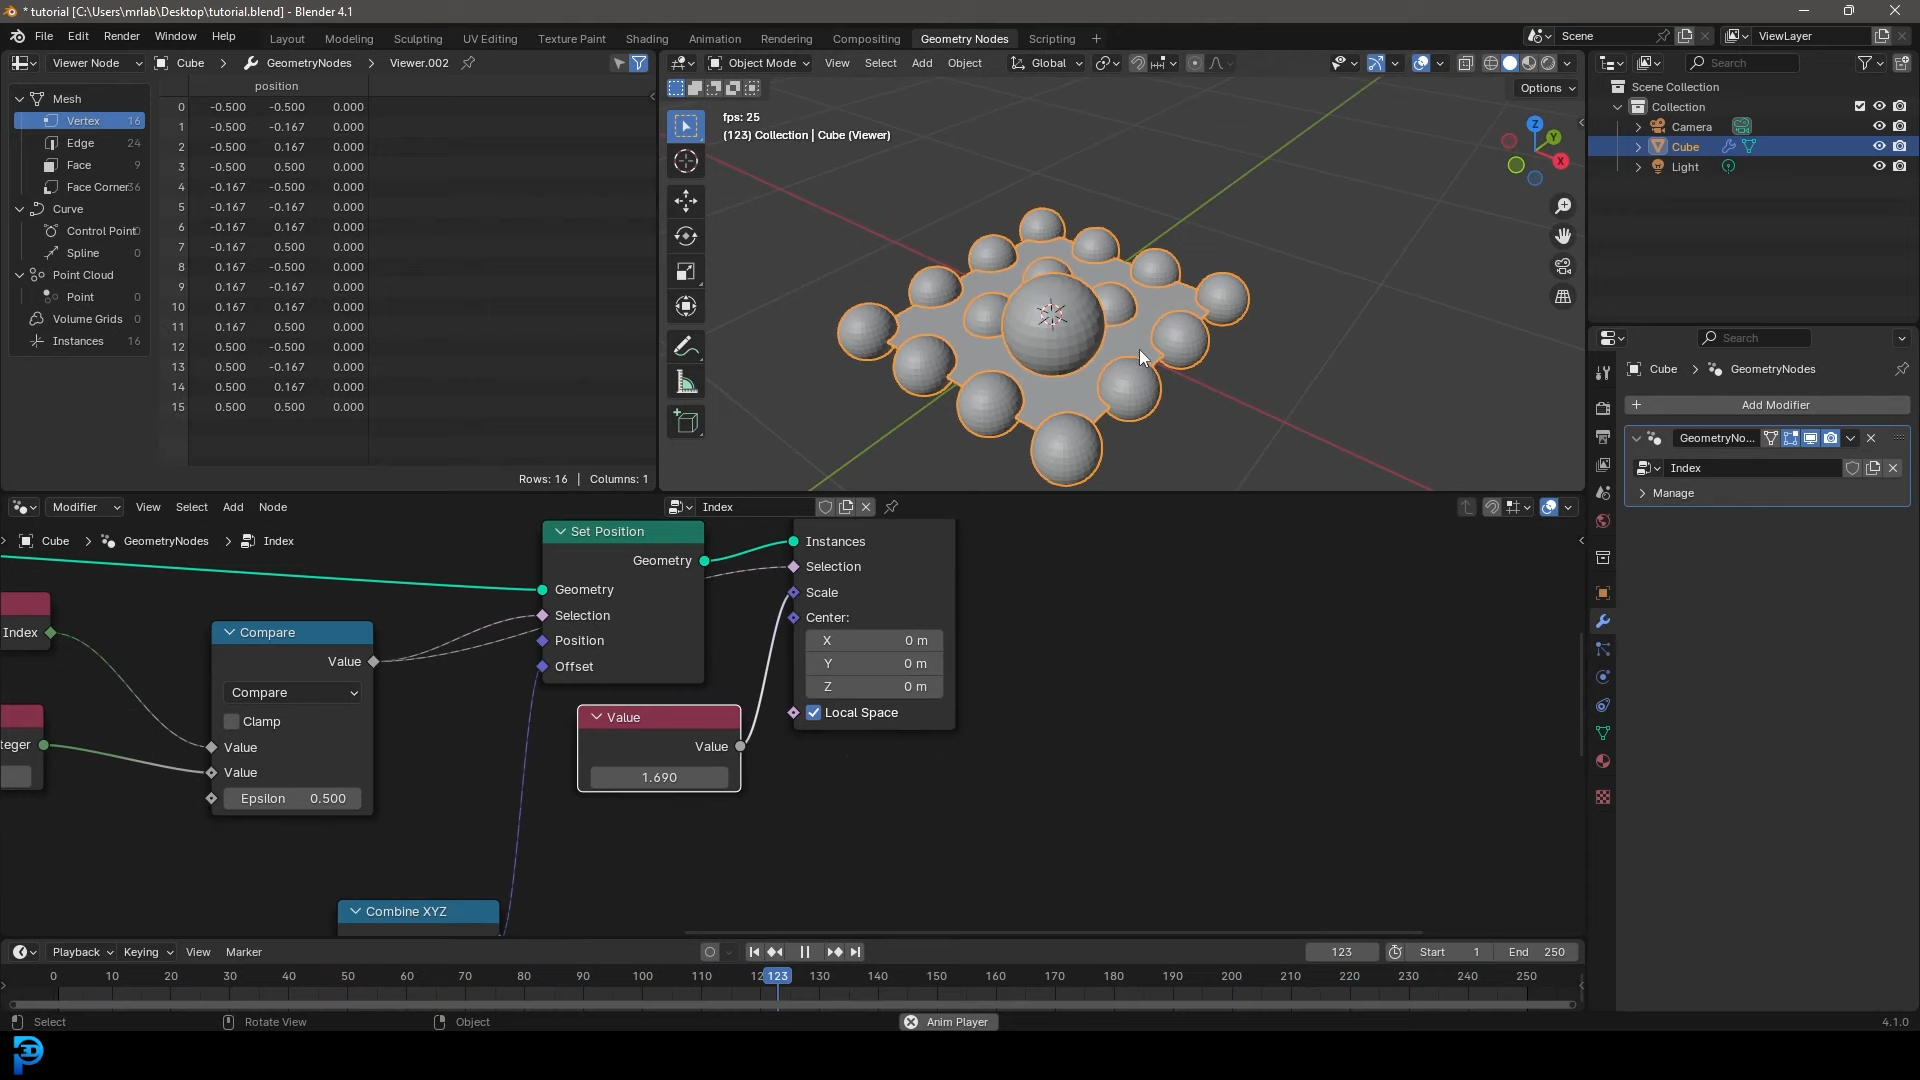 * tutorial [C:\Users\mrlab\Desktop\tutorial.blend] - Blender 4.1
File Edit Render Window Help Layout Modeling Sculpting UV Editing Texture Paint Shading Animation Rendering Compositing Geometry Nodes Scripting + Scene ViewLayer
Viewer Node Cube GeometryNodes Viewer.002
Object Mode View Select Add Object Global
Search
position
Options
Mesh
Vertex 16
Edge 24
Face 9
Face Corner 36
Curve
Control Point 0
Spline 0
Point Cloud
Point 0
Volume Grids 0
Instances 16
0 -0.500 -0.500 0.000
1 -0.500 -0.167 0.000
2 -0.500 0.167 0.000
3 -0.500 0.500 0.000
4 -0.167 -0.500 0.000
5 -0.167 -0.167 0.000
6 -0.167 0.167 0.000
7 -0.167 0.500 0.000
8 0.167 -0.500 0.000
9 0.167 -0.167 0.000
10 0.167 0.167 0.000
11 0.167 0.500 0.000
12 0.500 -0.500 0.000
13 0.500 -0.167 0.000
14 0.500 0.167 0.000
15 0.500 0.500 0.000
Rows: 16 | Columns: 1
fps: 25
(123) Collection | Cube (Viewer)
Z
Y
X
Scene Collection
Collection
Camera
Cube
Light
Search
Cube GeometryNodes
+ Add Modifier
GeometryNo...
Index
Manage
Modifier View Select Add Node Index
Cube GeometryNodes Index
Index
teger
Compare
Value
Compare
Clamp
Value
Value
Epsilon 0.500
Combine XYZ
Set Position
Geometry
Geometry
Selection
Position
Offset
Value
Value
1.690
Instances
Selection
Scale
Center:
X 0 m
Y 0 m
Z 0 m
Local Space
Playback Keying View Marker 123 Start 1 End 250
0 10 20 30 40 50 60 70 80 90 100 110 12 123 130 140 150 160 170 180 190 200 210 220 230 240 250
Select Rotate View Object Anim Player 4.1.0